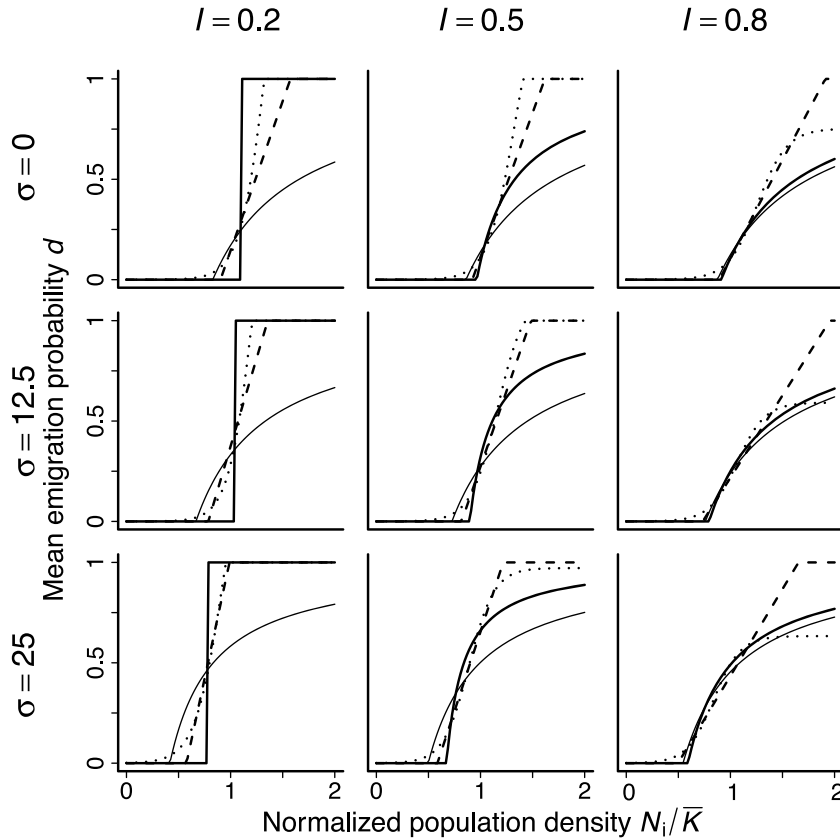 l = 0.2
l = 0.5
l = 0.8
σ = 0
σ = 12.5
σ = 25
Mean emigration probability d
1
0.5
0
1
0.5
0
1
0.5
0
0 1 2
0 1 2
0 1 2
Normalized population density Nᵢ/K̅